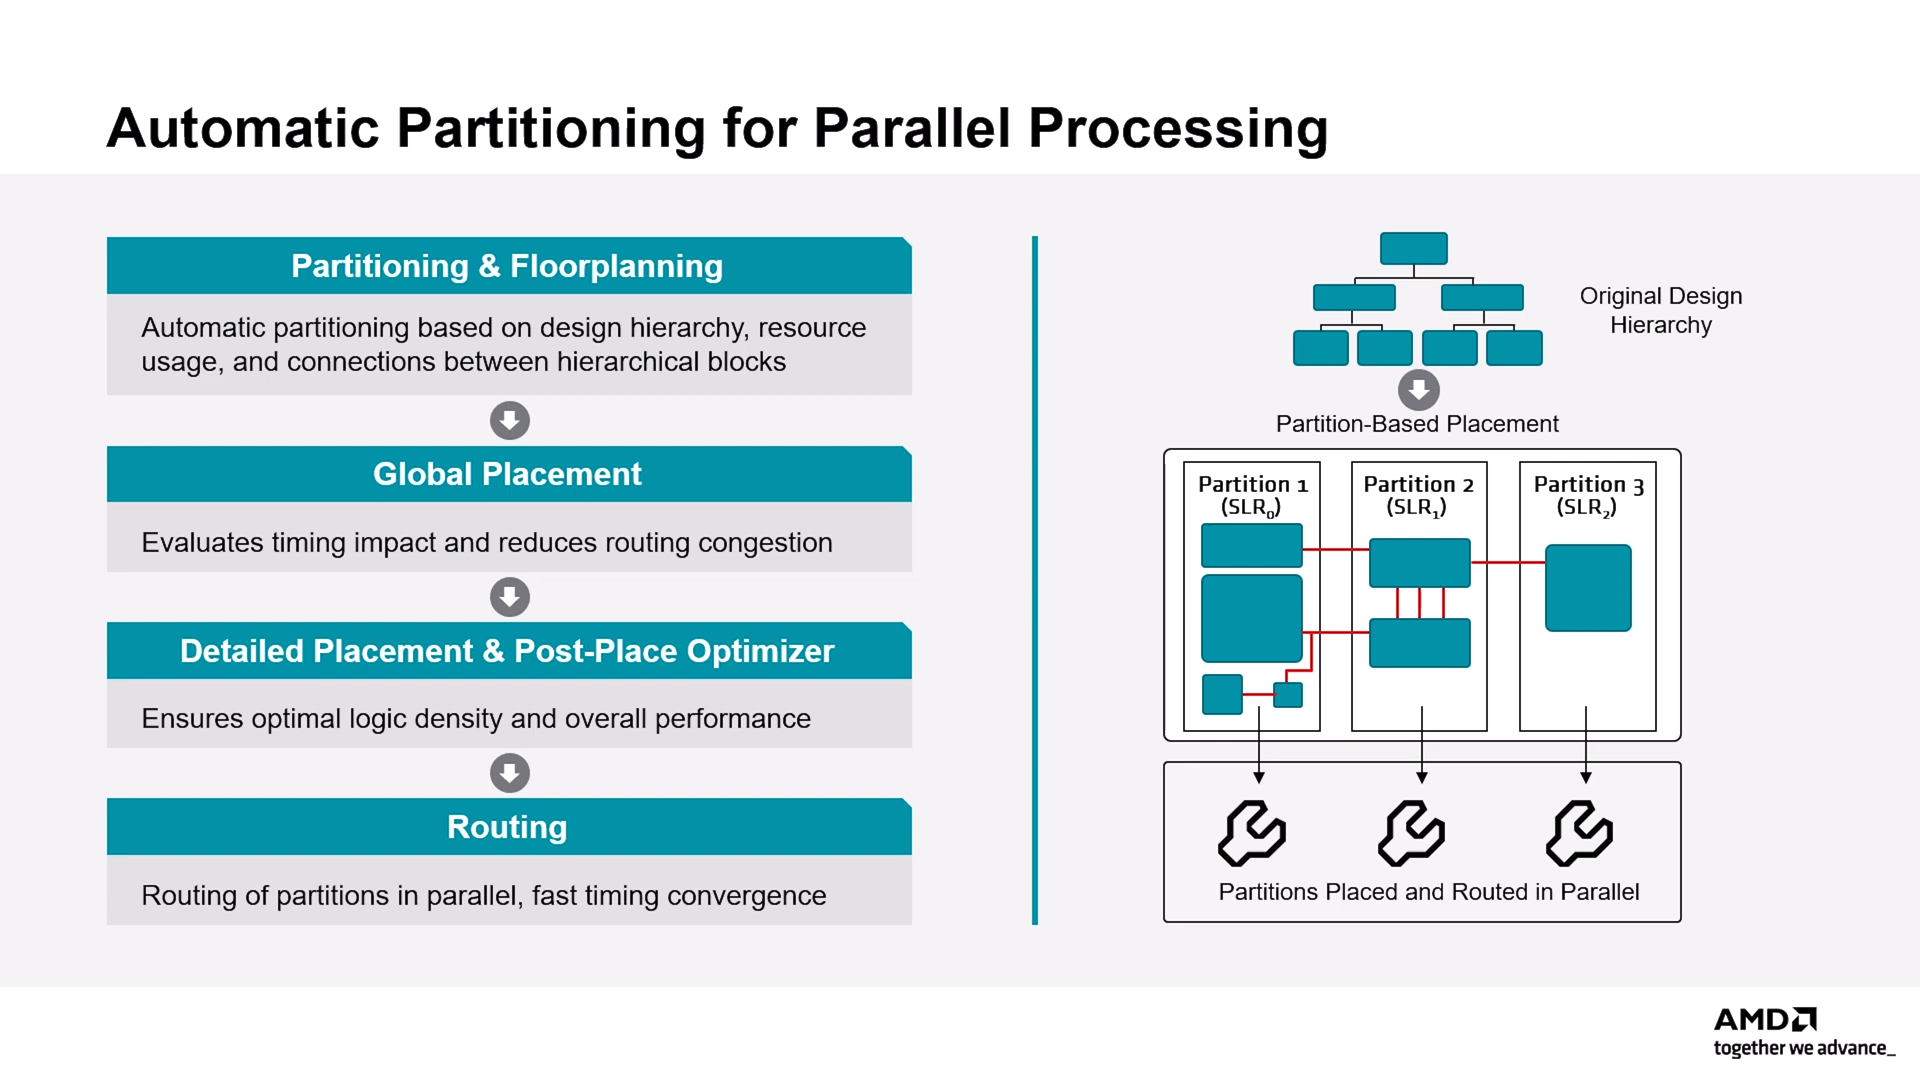 Automatic Partitioning for Parallel Processing
Partitioning & Floorplanning
Automatic partitioning based on design hierarchy, resource
usage, and connections between hierarchical blocks
Global Placement
Evaluates timing impact and reduces routing congestion
Detailed Placement & Post-Place Optimizer
Ensures optimal logic density and overall performance
Routing
Routing of partitions in parallel, fast timing convergence
Original Design
Hierarchy
Partition-Based Placement
Partition 1
(SLR₀)
Partition 2
(SLR₁)
Partition 3
(SLR₂)
Partitions Placed and Routed in Parallel
AMD
together we advance_